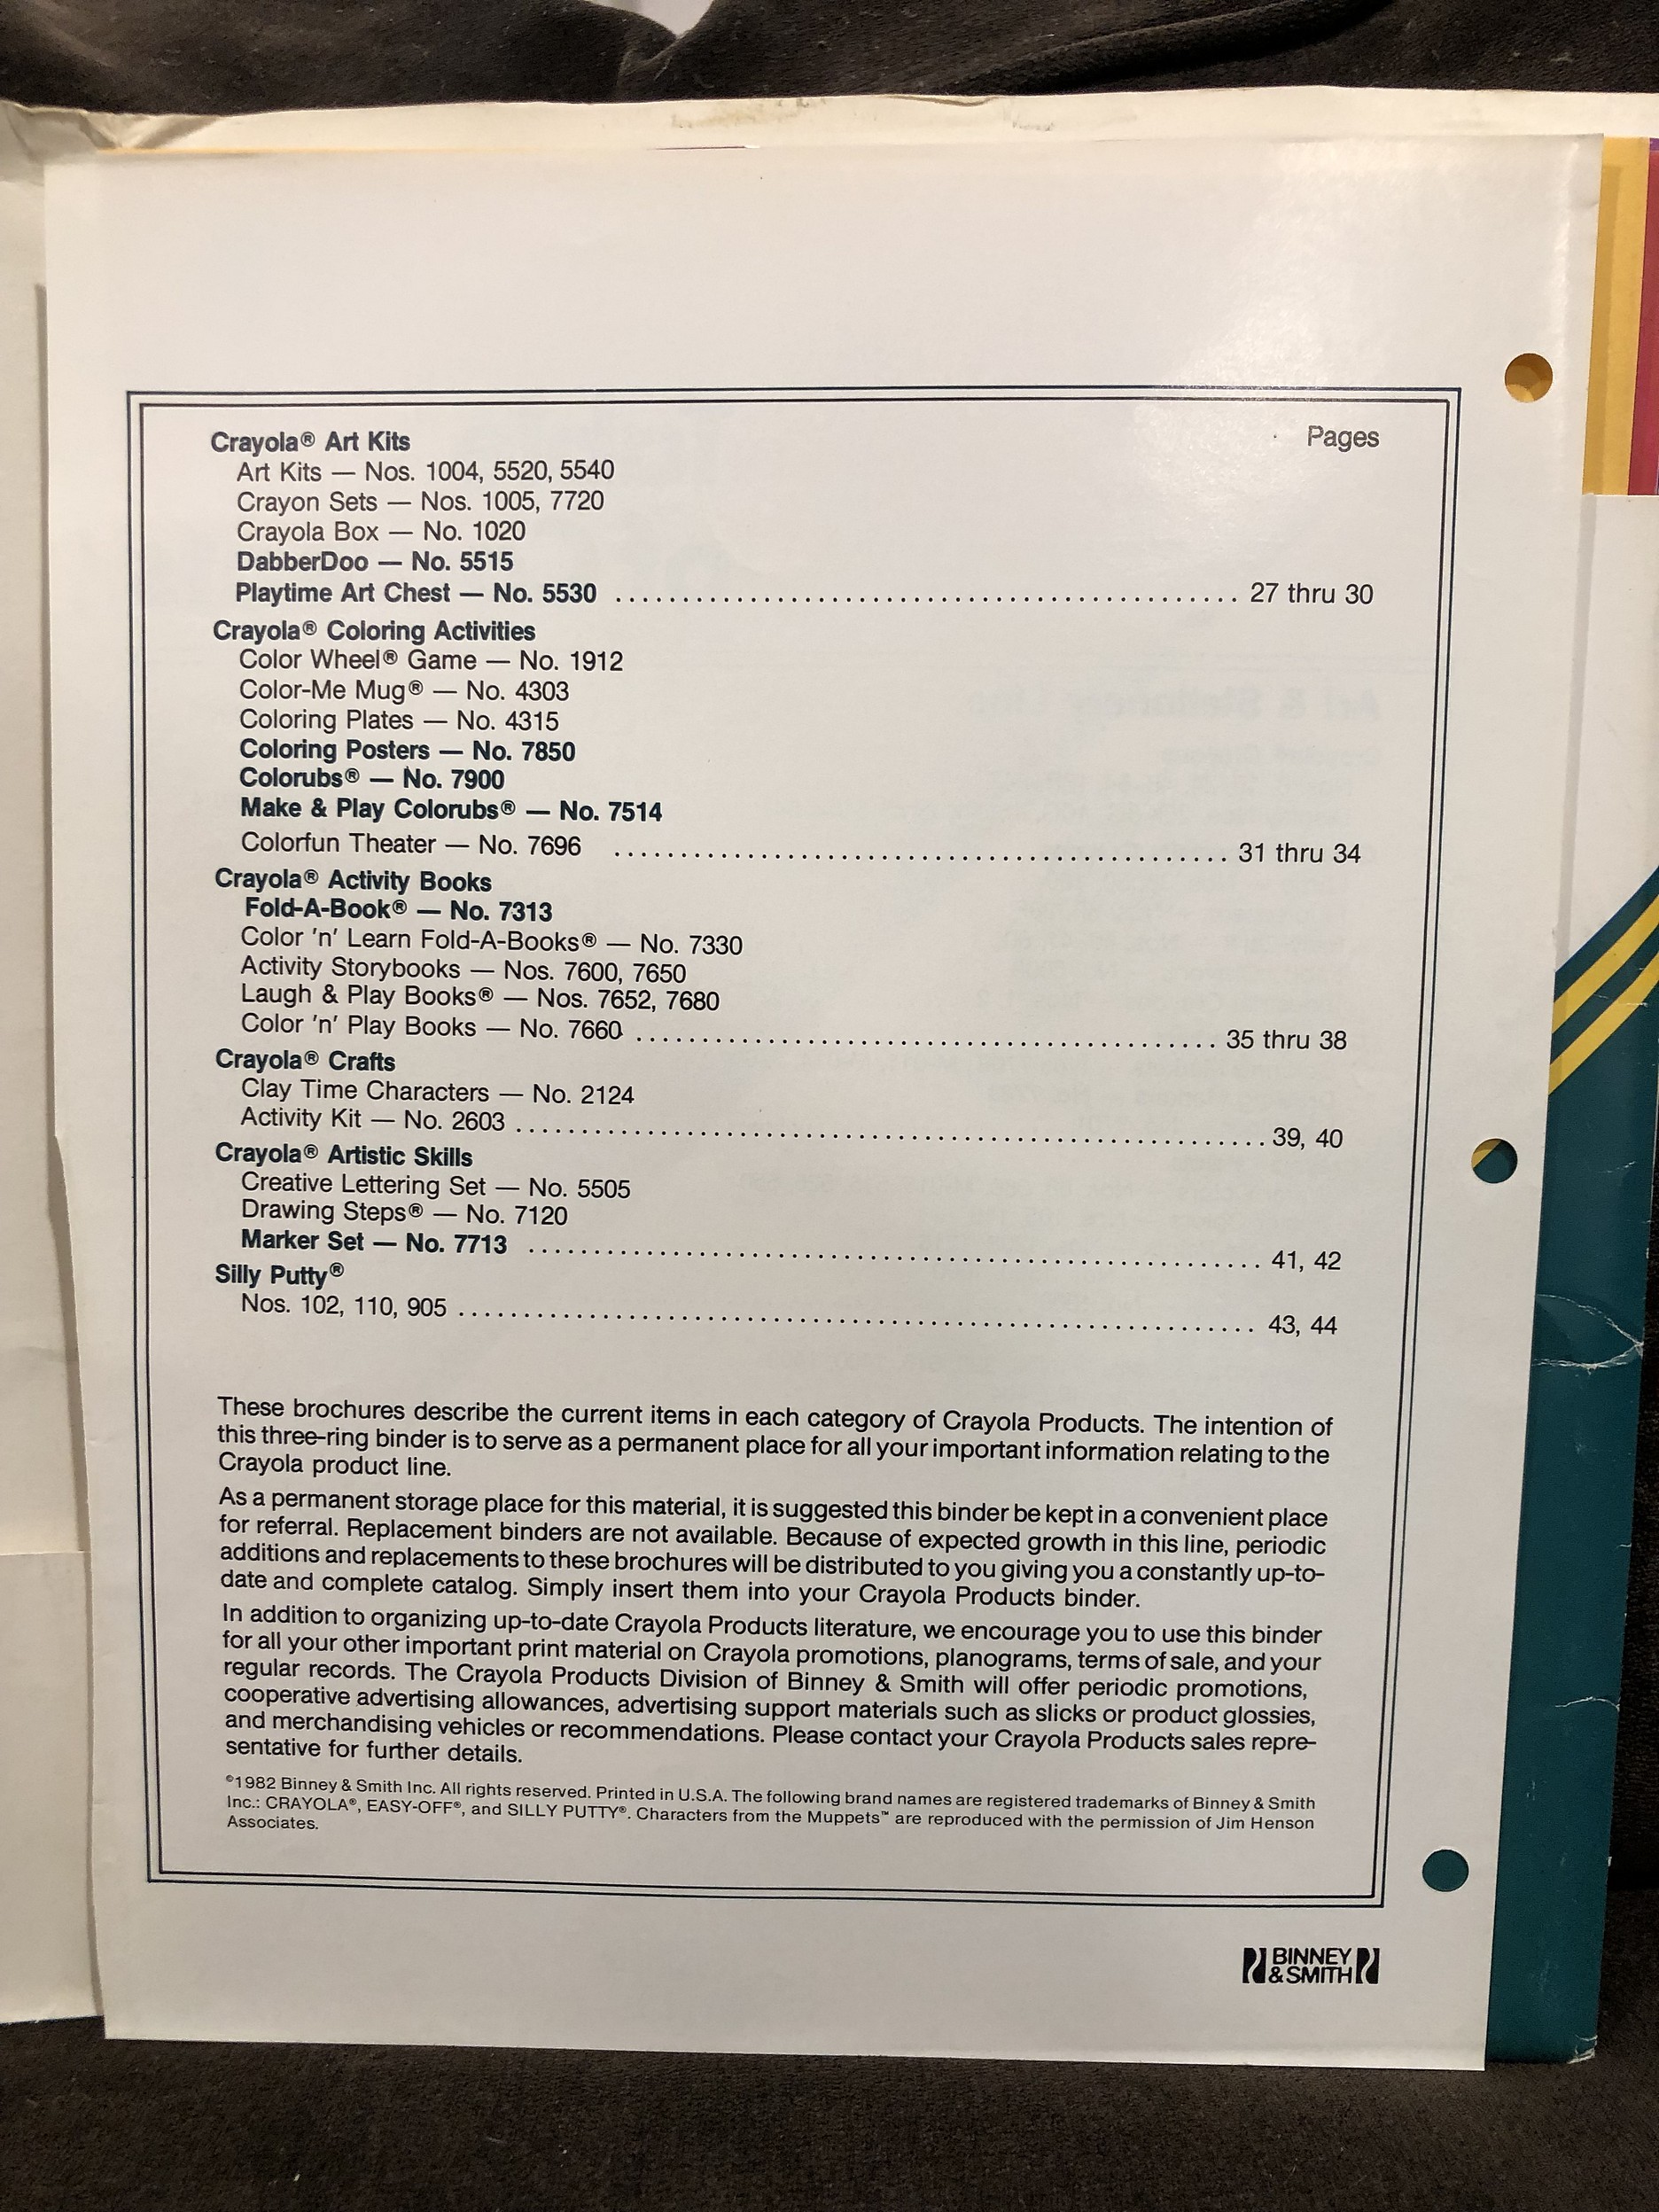 Pages
Crayola® Art Kits
Art Kits — Nos. 1004, 5520, 5540
Crayon Sets — Nos. 1005, 7720
Crayola Box — No. 1020
DabberDoo — No. 5515
Playtime Art Chest — No. 5530 ................................................ 27 thru 30
Crayola® Coloring Activities
Color Wheel® Game — No. 1912
Color-Me Mug® — No. 4303
Coloring Plates — No. 4315
Coloring Posters — No. 7850
Colorubs® — No. 7900
Make & Play Colorubs® — No. 7514
Colorfun Theater — No. 7696 ................................................ 31 thru 34
Crayola® Activity Books
Fold-A-Book® — No. 7313
Color 'n' Learn Fold-A-Books® — No. 7330
Activity Storybooks — Nos. 7600, 7650
Laugh & Play Books® — Nos. 7652, 7680
Color 'n' Play Books — No. 7660 ............................................. 35 thru 38
Crayola® Crafts
Clay Time Characters — No. 2124
Activity Kit — No. 2603 .......................................................... 39, 40
Crayola® Artistic Skills
Creative Lettering Set — No. 5505
Drawing Steps® — No. 7120
Marker Set — No. 7713 ......................................................... 41, 42
Silly Putty®
Nos. 102, 110, 905 .............................................................. 43, 44
These brochures describe the current items in each category of Crayola Products. The intention of
this three-ring binder is to serve as a permanent place for all your important information relating to the
Crayola product line.
As a permanent storage place for this material, it is suggested this binder be kept in a convenient place
for referral. Replacement binders are not available. Because of expected growth in this line, periodic
additions and replacements to these brochures will be distributed to you giving you a constantly up-to-
date and complete catalog. Simply insert them into your Crayola Products binder.
In addition to organizing up-to-date Crayola Products literature, we encourage you to use this binder
for all your other important print material on Crayola promotions, planograms, terms of sale, and your
regular records. The Crayola Products Division of Binney & Smith will offer periodic promotions,
cooperative advertising allowances, advertising support materials such as slicks or product glossies,
and merchandising vehicles or recommendations. Please contact your Crayola Products sales repre-
sentative for further details.
©1982 Binney & Smith Inc. All rights reserved. Printed in U.S.A. The following brand names are registered trademarks of Binney & Smith
Inc.: CRAYOLA®, EASY-OFF®, and SILLY PUTTY®. Characters from the Muppets™ are reproduced with the permission of Jim Henson
Associates.
BINNEY
& SMITH